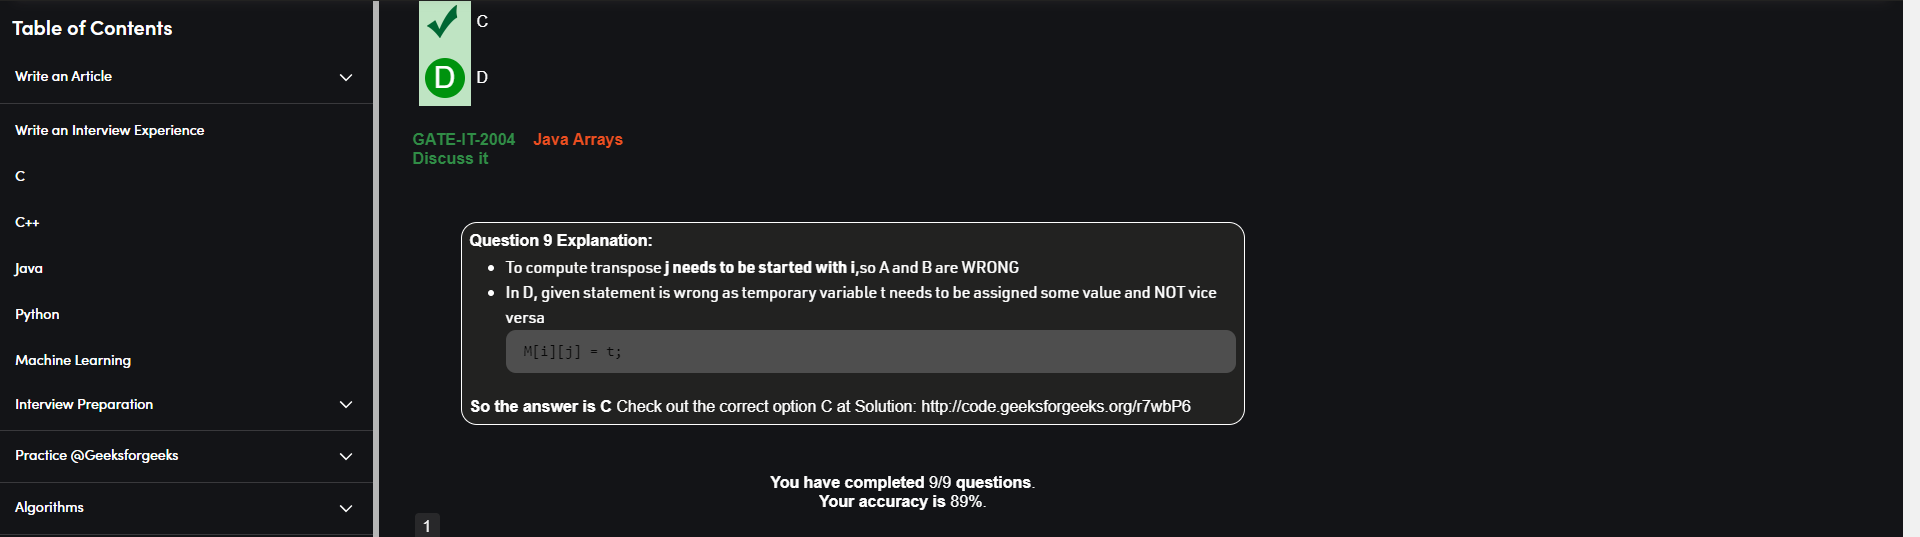 Table of Contents
Write an Article
Write an Interview Experience
C
C++
Java
Python
Machine Learning
Interview Preparation
Practice @Geeksforgeeks
Algorithms
C
D D
GATE-IT-2004 Java Arrays
Discuss it
Question 9 Explanation:
To compute transpose j needs to be started with i,so A and B are WRONG
In D, given statement is wrong as temporary variable t needs to be assigned some value and NOT vice
versa
M[i][j] = t;
So the answer is C Check out the correct option C at Solution: http://code.geeksforgeeks.org/r7wbP6
You have completed 9/9 questions.
Your accuracy is 89%.
1